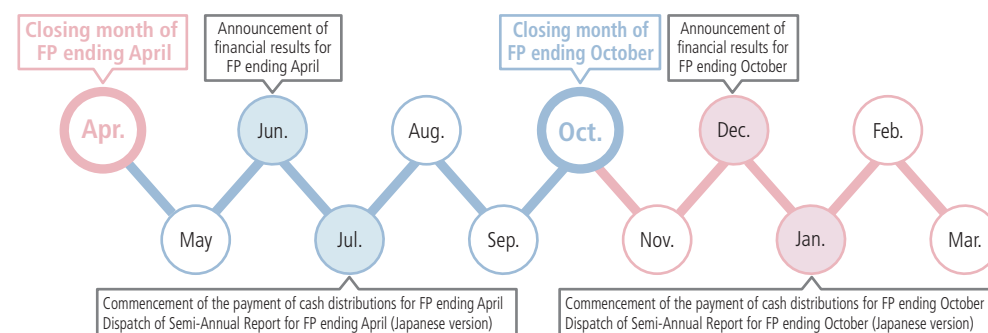 Closing month of
FP ending April
Announcement of
financial results for
FP ending April
Closing month of
FP ending October
Announcement of
financial results for
FP ending October
Apr.
Jun.
Aug.
Oct.
Dec.
Feb.
May
Jul.
Sep.
Nov.
Jan.
Mar.
Commencement of the payment of cash distributions for FP ending April
Dispatch of Semi-Annual Report for FP ending April (Japanese version)
Commencement of the payment of cash distributions for FP ending October
Dispatch of Semi-Annual Report for FP ending October (Japanese version)